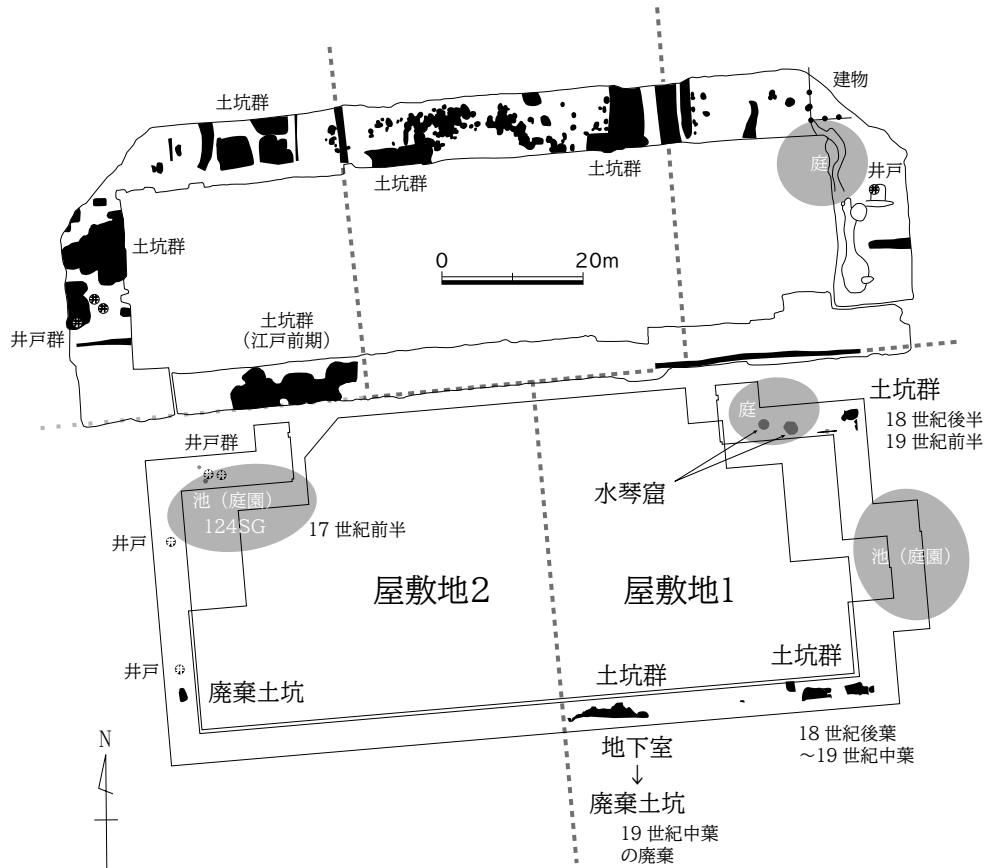 建物
土坑群
土坑群
土坑群
庭
井戸
土坑群
0
20m
井戸群
土坑群
（江戸前期）
土坑群
18 世紀後半
19 世紀前半
庭
井戸群
水琴窟
池（庭園）
124SG
17 世紀前半
井戸
池（庭園）
屋敷地2
屋敷地1
井戸
廃棄土坑
土坑群
土坑群
18 世紀後葉
～19 世紀中葉
N
地下室
↓
廃棄土坑
19 世紀中葉
の廃棄